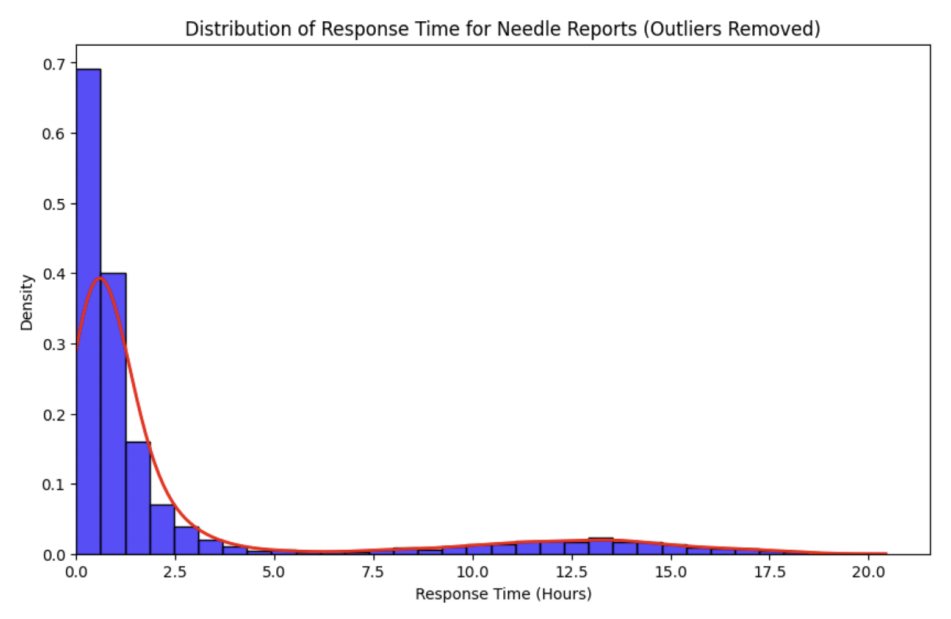 Distribution of Response Time for Needle Reports (Outliers Removed)
0.7
0.6
0.5
0.4
0.3
0.2
0.1
0.0
Density
0.0 2.5 5.0 7.5 10.0 12.5 15.0 17.5 20.0
Response Time (Hours)